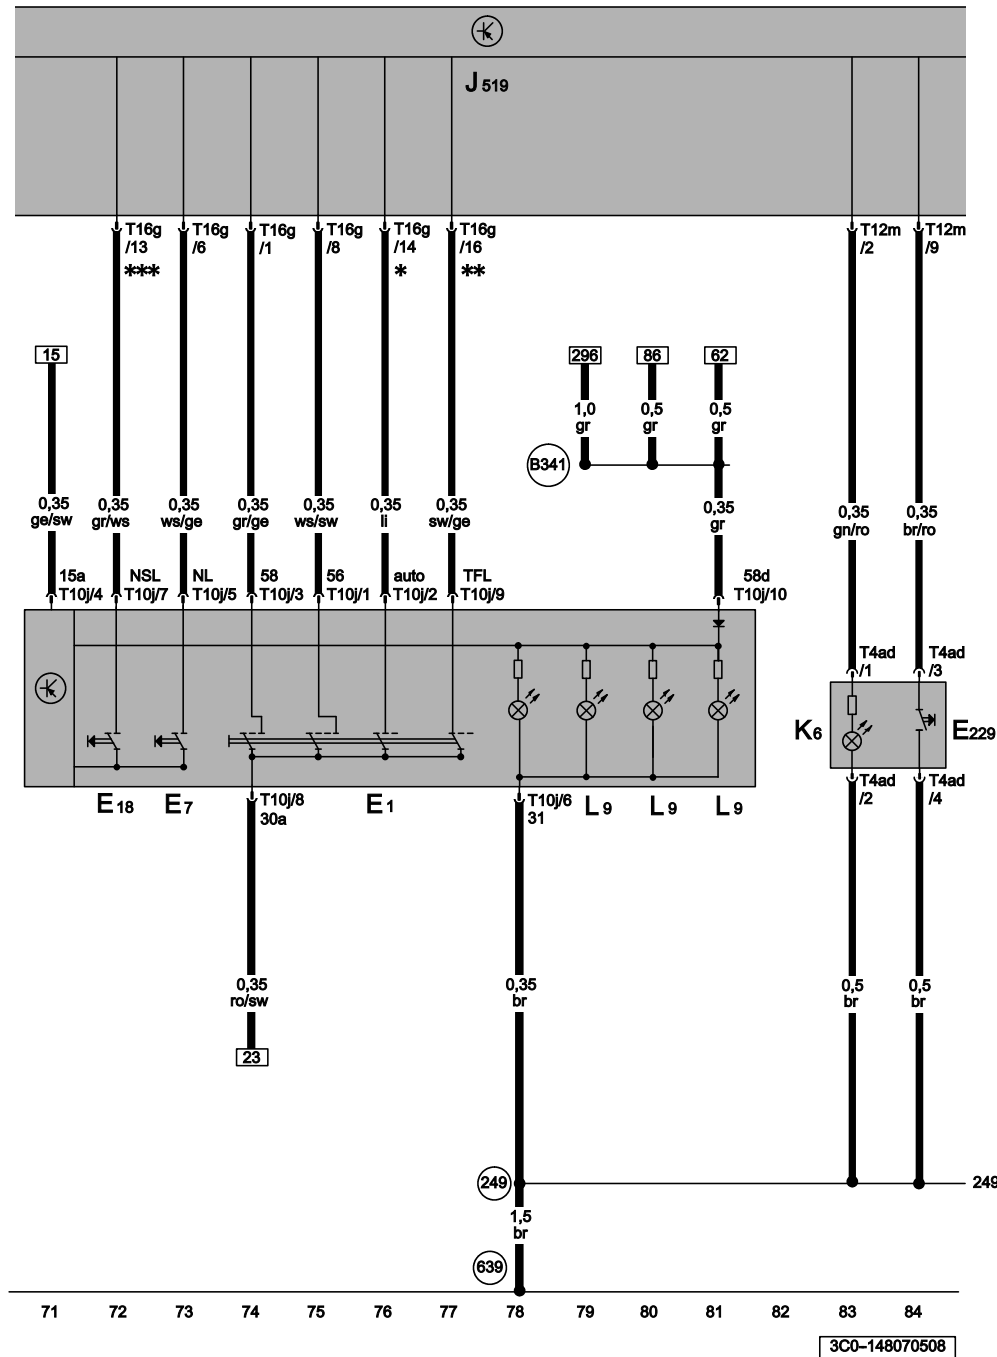 J 519
T16g T16g T16g T16g T16g T16g T12m T12m
/13 /6 /1 /8 /14 /16 /2 /9
*** * **
15 296 86 62
1,0 0,5 0,5
gr gr gr
B341
0,35 0,35 0,35 0,35 0,35 0,35 0,35 0,35 0,35 0,35
ge/sw gr/ws ws/ge gr/ge ws/sw li sw/ge gr gn/ro br/ro
15a NSL NL 58 56 auto TFL 58d
T10j/4 T10j/7 T10j/5 T10j/3 T10j/1 T10j/2 T10j/9 T10j/10
T4ad T4ad
/1 /3
K6 E229
T4ad T4ad
/2 /4
E18 E7 T10j/8 E1 T10j/6 L9 L9 L9
30a 31
0,35 0,35 0,5 0,5
ro/sw br br br
23
249 249
1,5
br
639
71 72 73 74 75 76 77 78 79 80 81 82 83 84
3C0-148070508